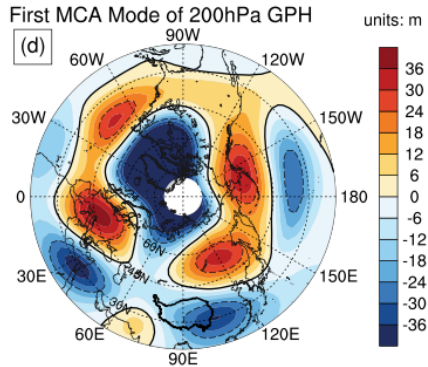 First MCA Mode of 200hPa GPH
units: m
(d)
90W
60W
120W
30W
150W
0
180
30E
150E
60E
120E
90E
60N
40N
30N
36
30
24
18
12
6
0
-6
-12
-18
-24
-30
-36